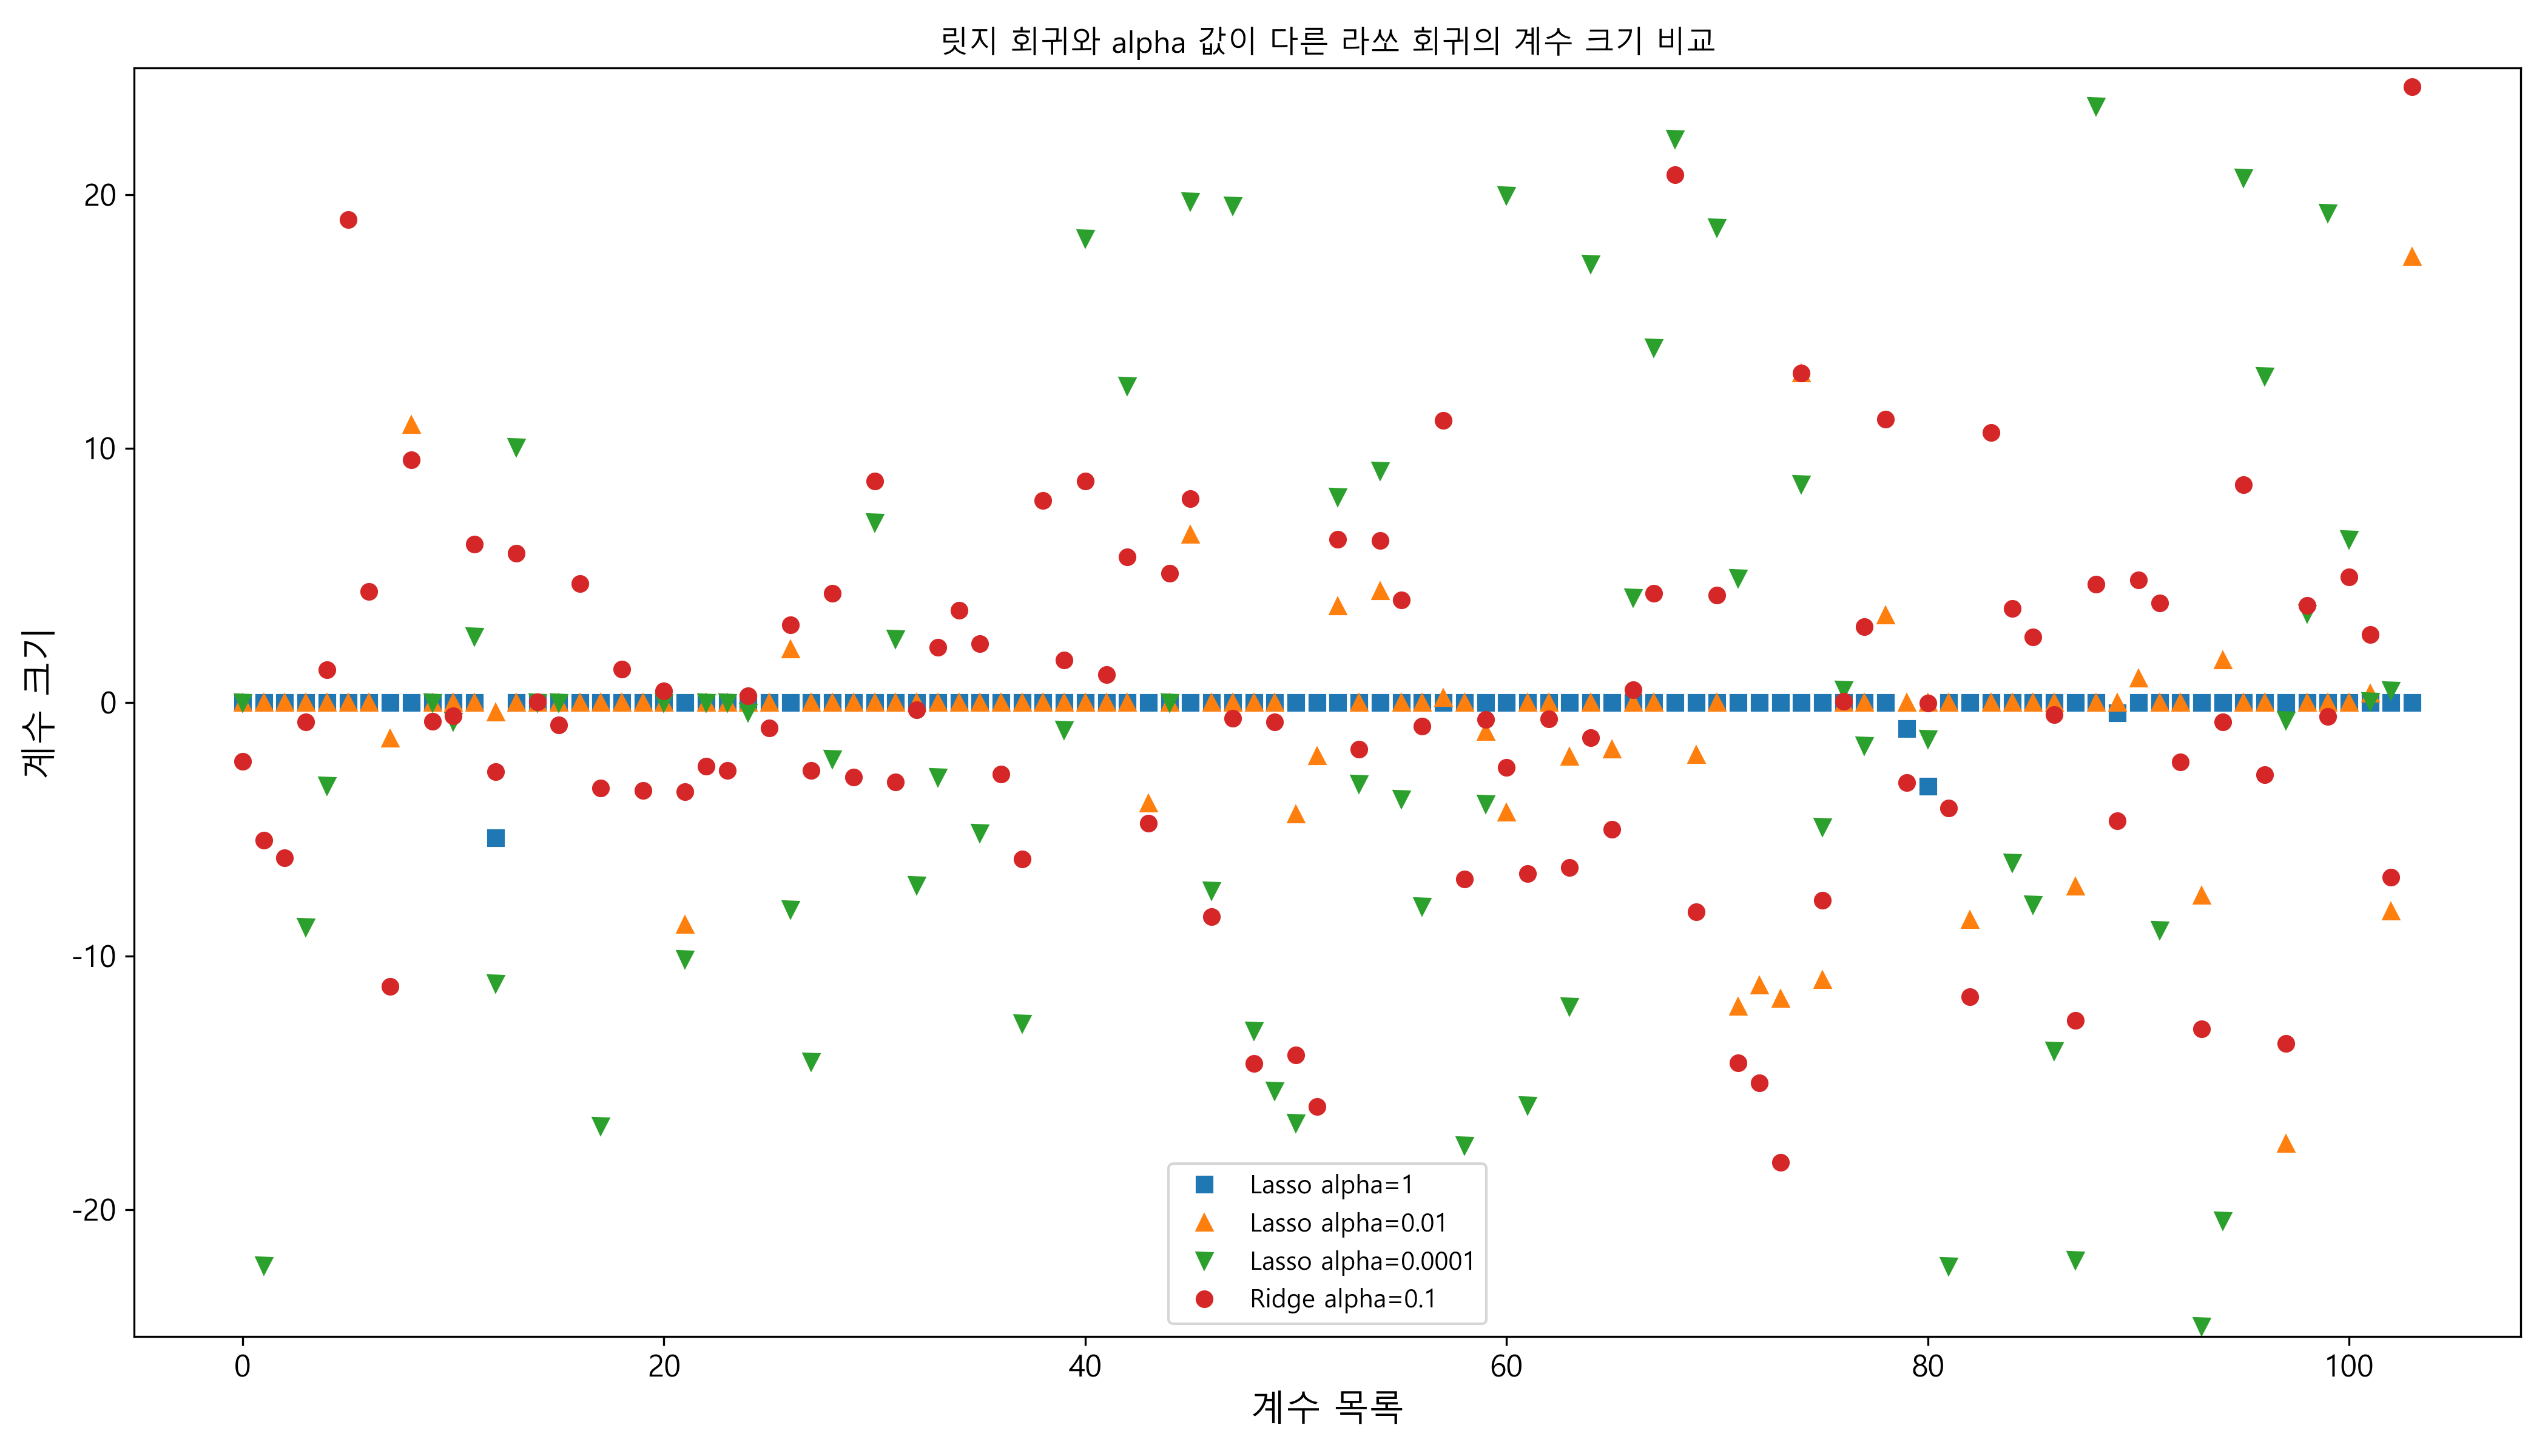 릿지 회귀와 alpha 값이 다른 라쏘 회귀의 계수 크기 비교
계수 크기
20
10
0
-10
-20
Lasso alpha=1
Lasso alpha=0.01
Lasso alpha=0.0001
Ridge alpha=0.1
0 20 40 60 80 100
계수 목록